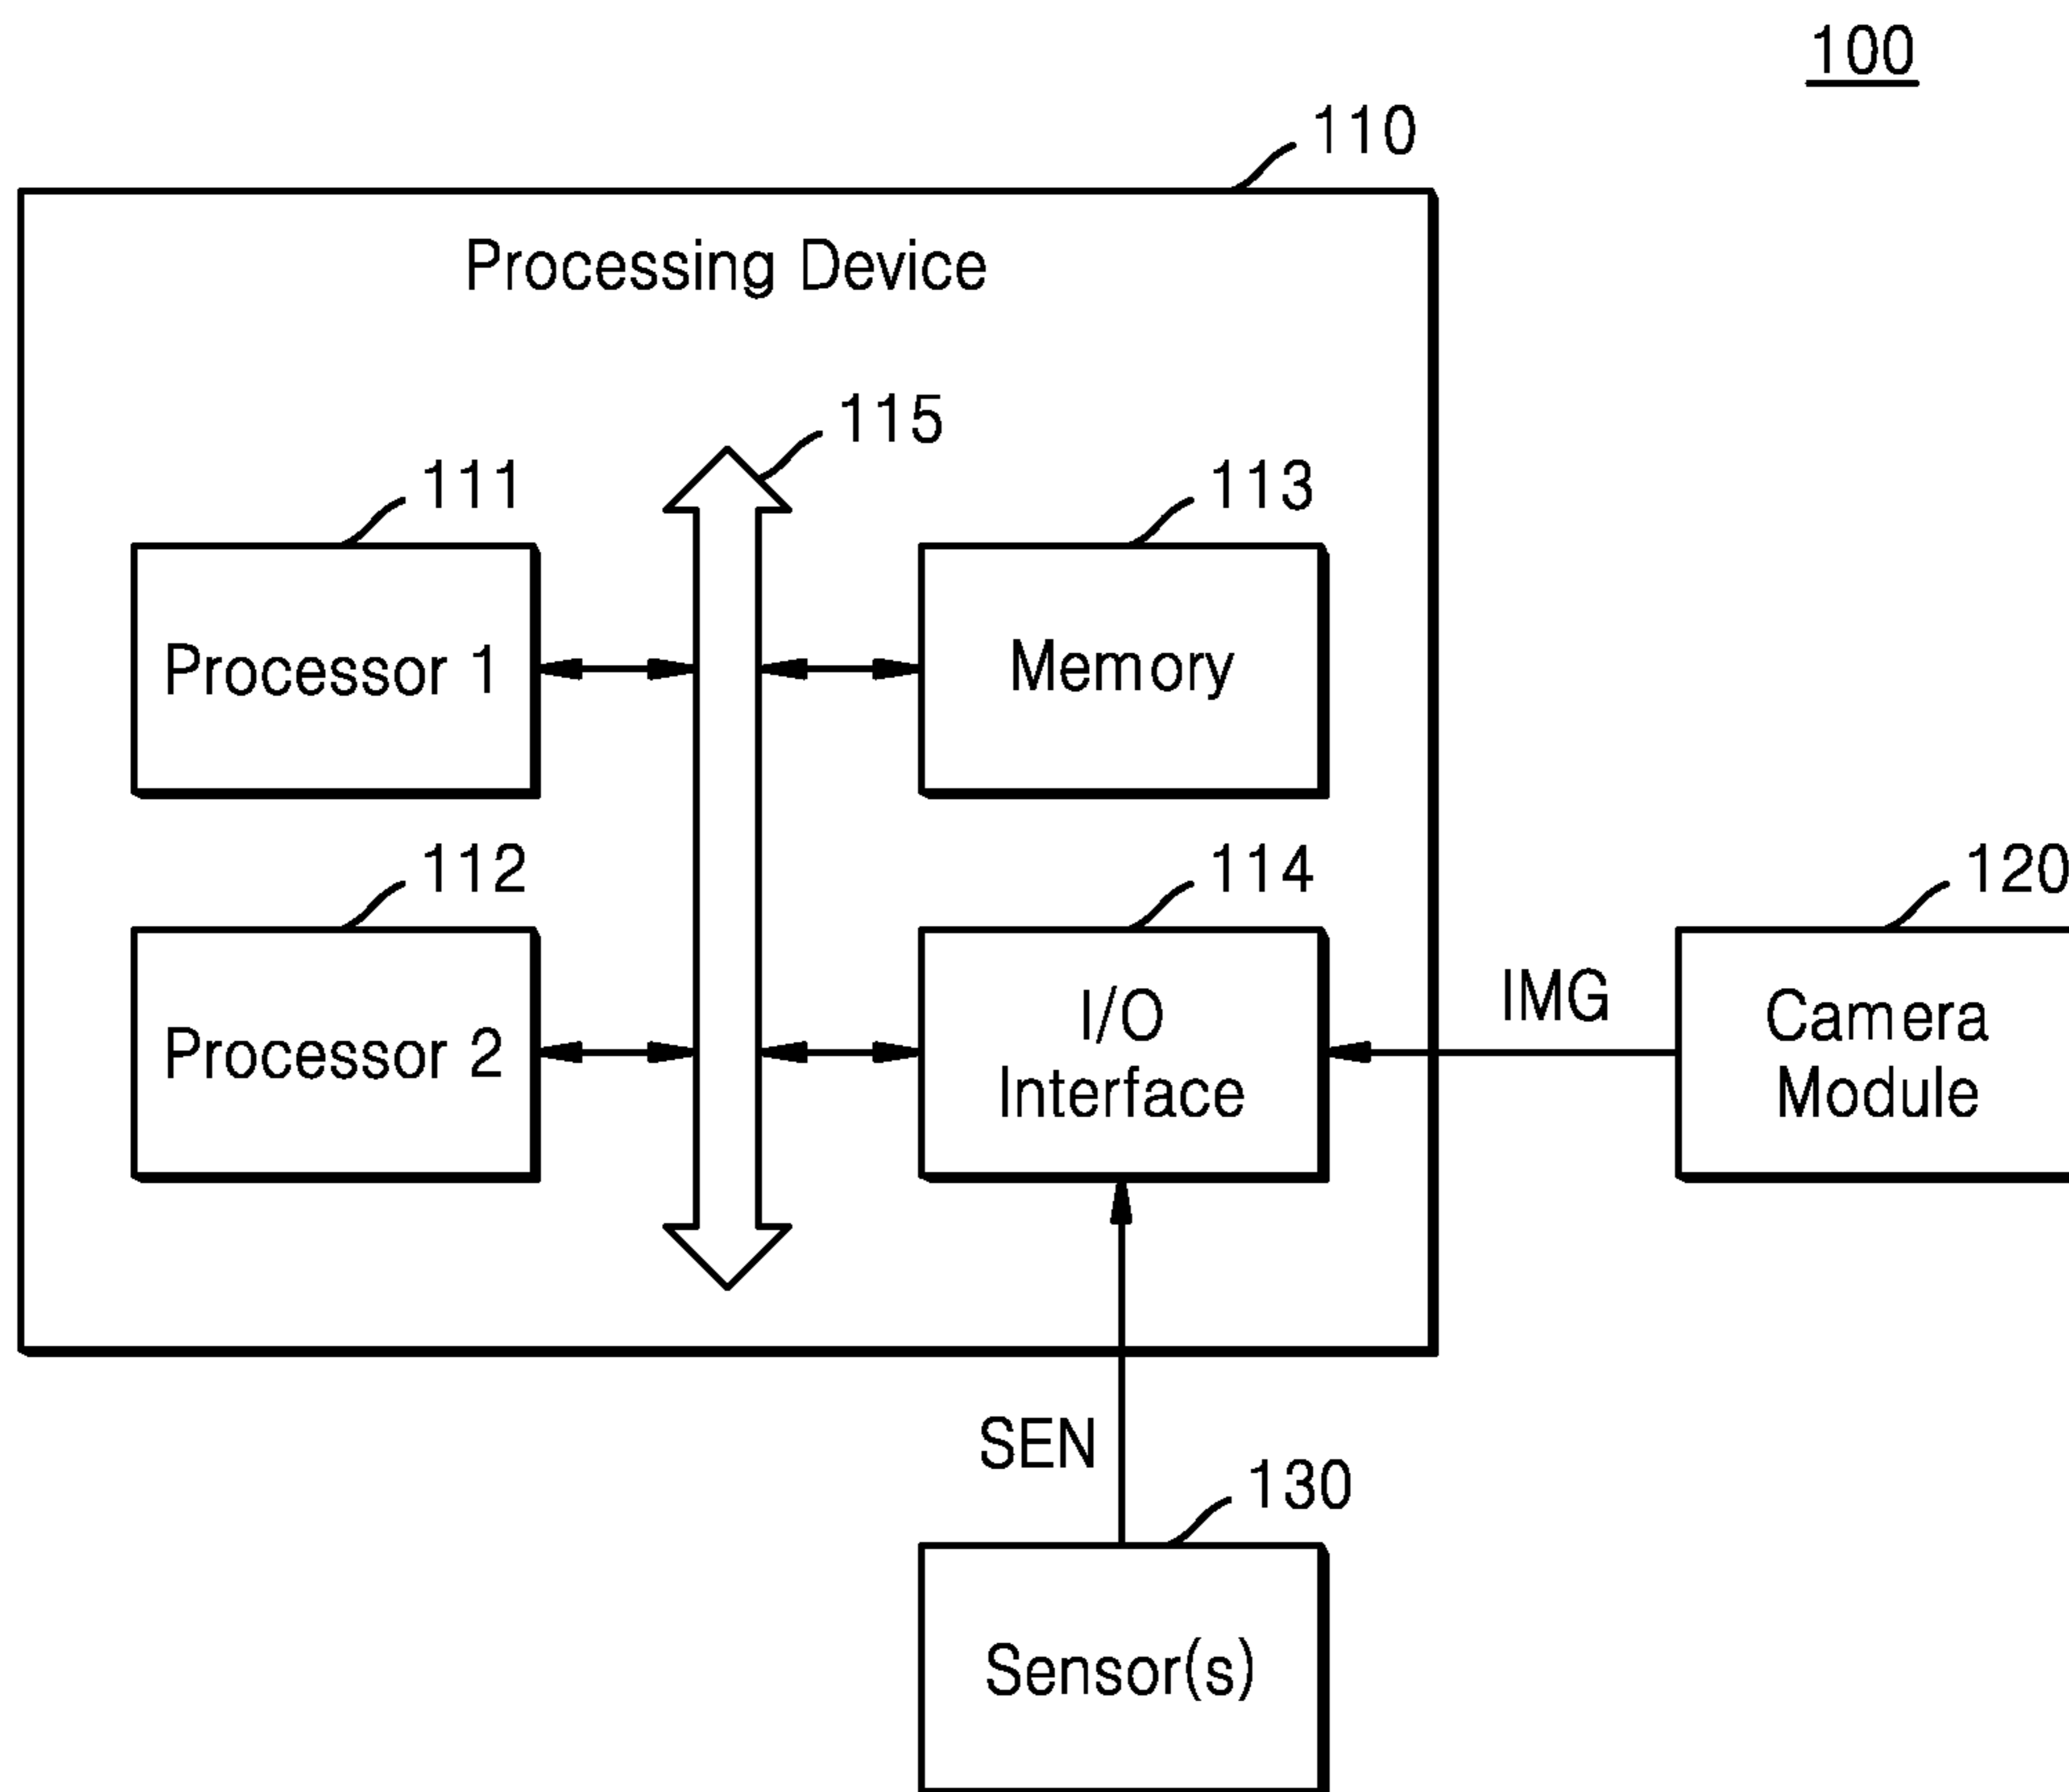 100
110
Processing Device
115
111
113
Processor 1
Memory
112
114
120
Processor 2
I/O
Interface
IMG
Camera
Module
SEN
130
Sensor(s)